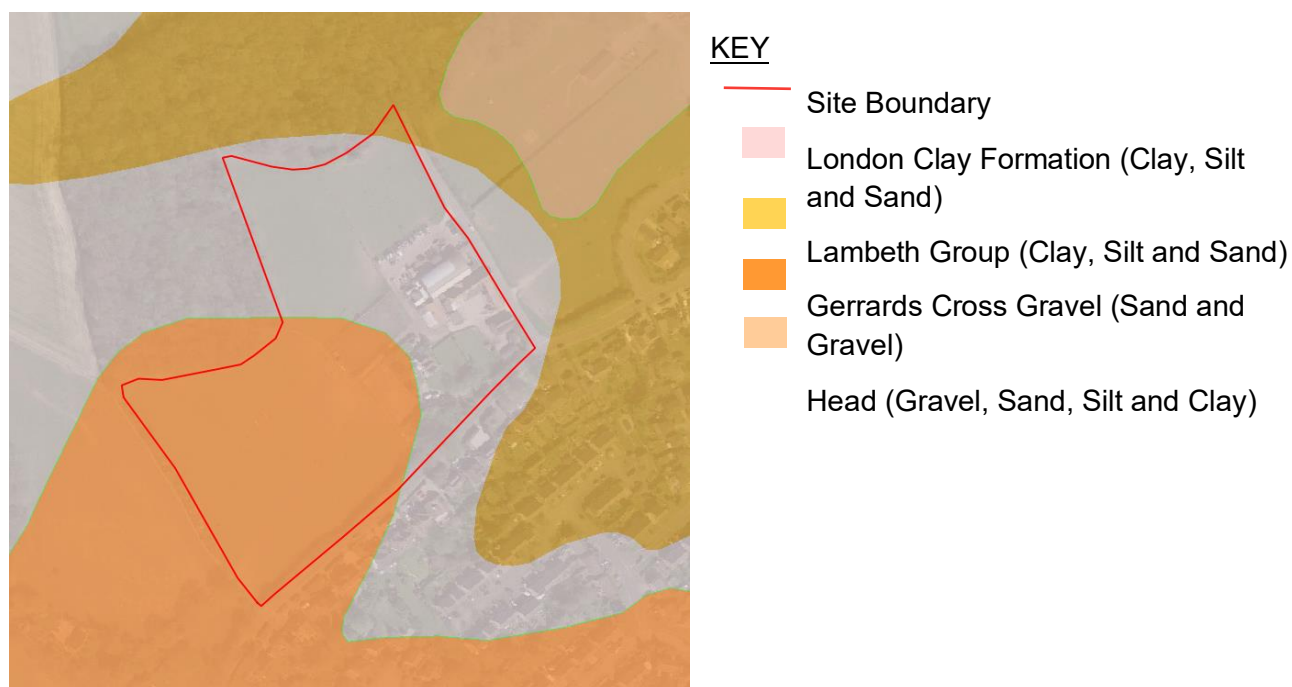 KEY
Site Boundary
London Clay Formation (Clay, Silt
and Sand)
Lambeth Group (Clay, Silt and Sand)
Gerrards Cross Gravel (Sand and
Gravel)
Head (Gravel, Sand, Silt and Clay)